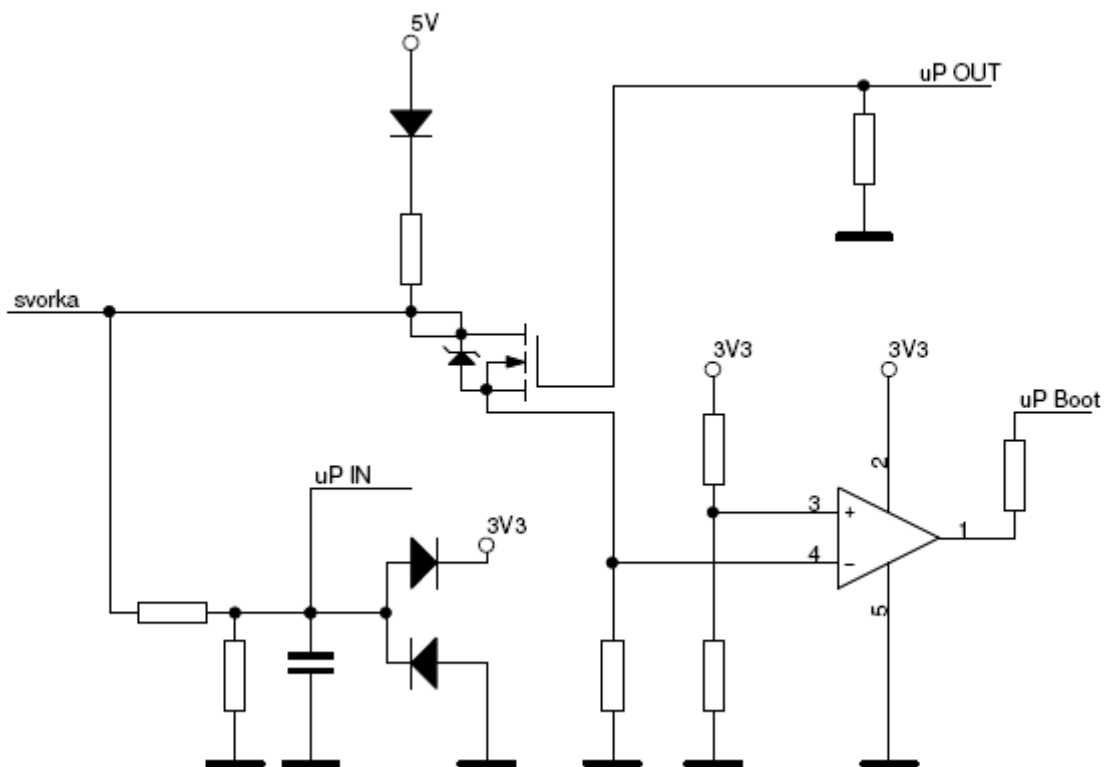 5V
uP OUT
svorka
3V3
3V3
uP Boot
2
uP IN
3
+
3V3
1
4
−
5